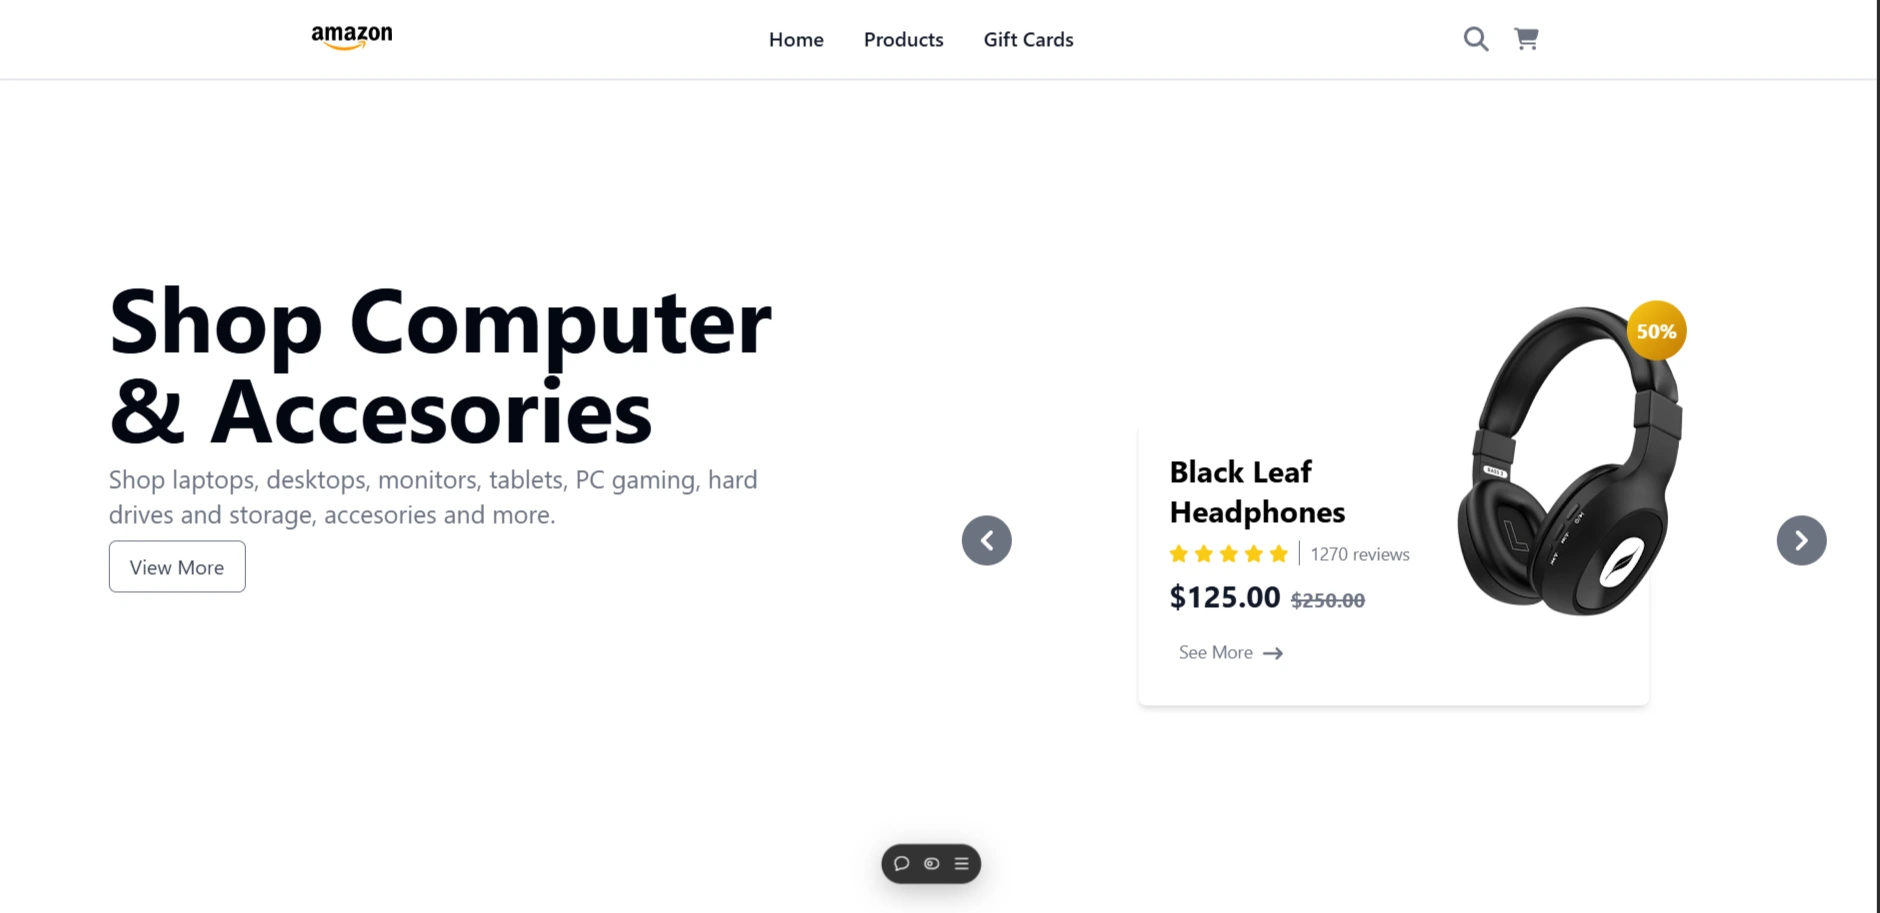 amazon
Home
Products
Gift Cards
Shop Computer
& Accesories
Shop laptops, desktops, monitors, tablets, PC gaming, hard
drives and storage, accesories and more.
View More
50%
Black Leaf
Headphones
1270 reviews
$125.00 $250.00
See More